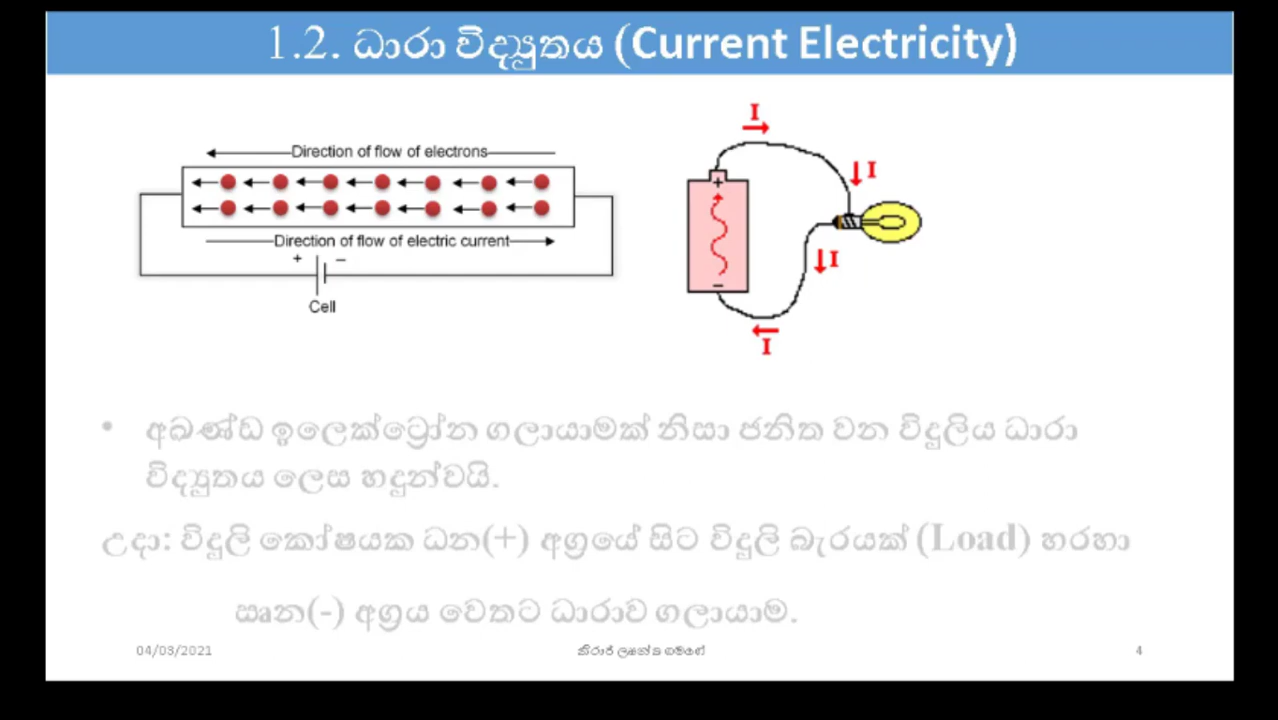 1.2. ධාරා විද්‍යුතය (Current Electricity)
Direction of flow of electrons
Direction of flow of electric current
+ −
Cell
I
I
+
I
−
I
• අඛණ්ඩ ඉලෙක්ට්‍රෝන ගලායාමක් නිසා ජනිත වන විදුලිය ධාරා
විද්‍යුතය ලෙස හදුන්වයි.
උදා: විදුලි කෝෂයක ධන(+) අග්‍රයේ සිට විදුලි බැරයක් (Load) හරහා
ඍන(-) අග්‍රය වෙතට ධාරාව ගලායාම.
04/03/2021
4